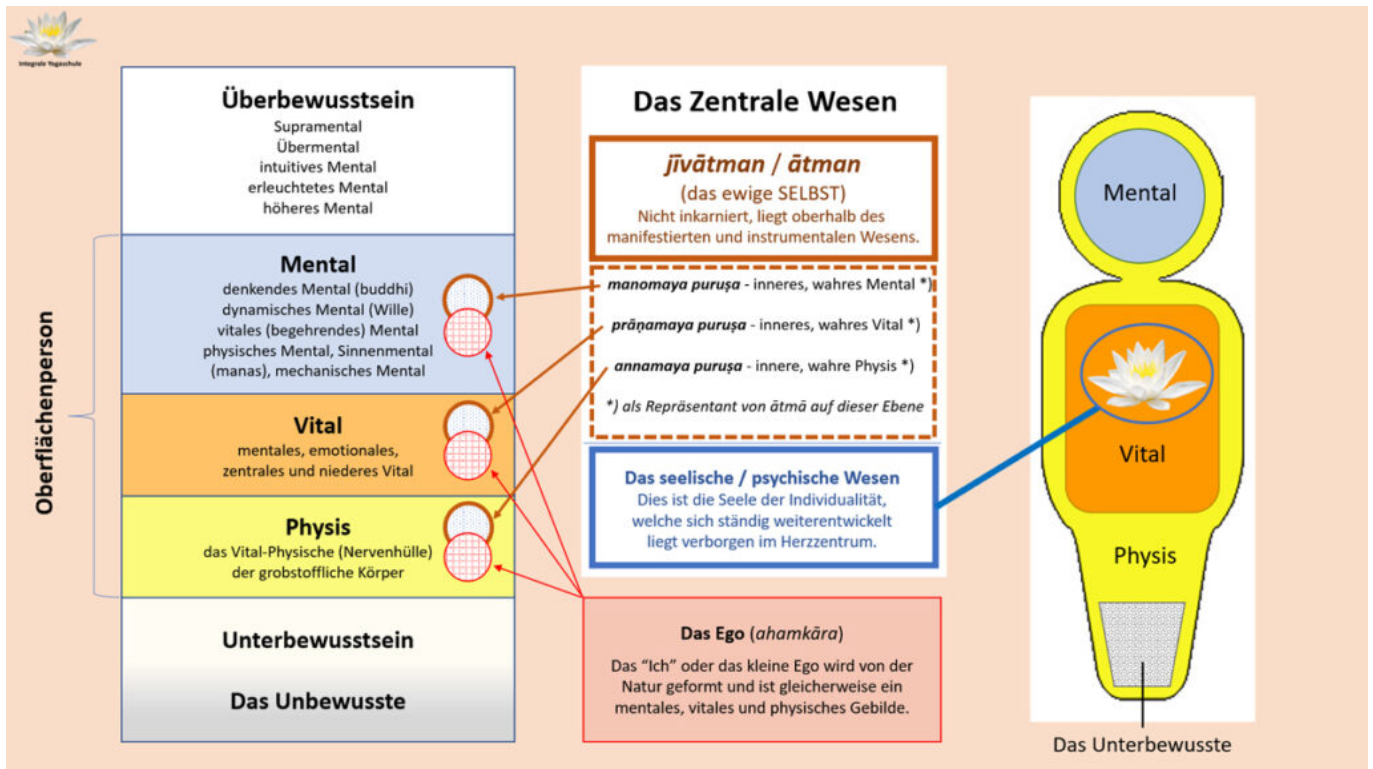 Integrale Yogaschule
Oberflächenperson
Überbewusstsein
Supramental
Übermental
intuitives Mental
erleuchtetes Mental
höheres Mental
Mental
denkendes Mental (buddhi)
dynamisches Mental (Wille)
vitales (begehrendes) Mental
physisches Mental, Sinnenmental
(manas), mechanisches Mental
Vital
mentales, emotionales,
zentrales und niederes Vital
Physis
das Vital-Physische (Nervenhülle)
der grobstoffliche Körper
Unterbewusstsein
Das Unbewusste
Das Zentrale Wesen
jīvātman / ātman
(das ewige SELBST)
Nicht inkarniert, liegt oberhalb des
manifestierten und instrumentalen Wesens.
manomaya puruṣa - inneres, wahres Mental *)
prāṇamaya puruṣa - inneres, wahres Vital *)
annamaya puruṣa - innere, wahre Physis *)
*) als Repräsentant von ātmā auf dieser Ebene
Das seelische / psychische Wesen
Dies ist die Seele der Individualität,
welche sich ständig weiterentwickelt
liegt verborgen im Herzzentrum.
Das Ego (ahamkāra)
Das “Ich” oder das kleine Ego wird von der
Natur geformt und ist gleicherweise ein
mentales, vitales und physisches Gebilde.
Mental
Vital
Physis
Das Unterbewusste